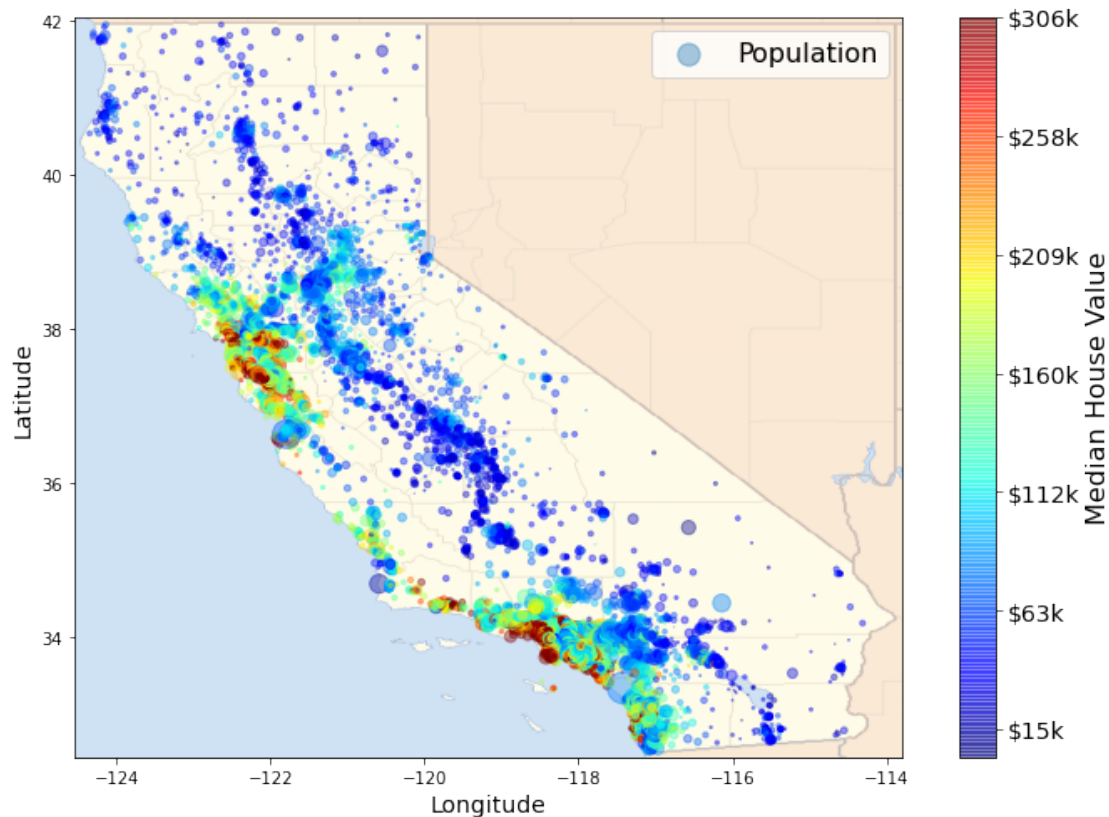 42
40
38
36
34
Latitude
−124
−122
−120
−118
−116
−114
Longitude
Population
$306k
$258k
$209k
$160k
$112k
$63k
$15k
Median House Value